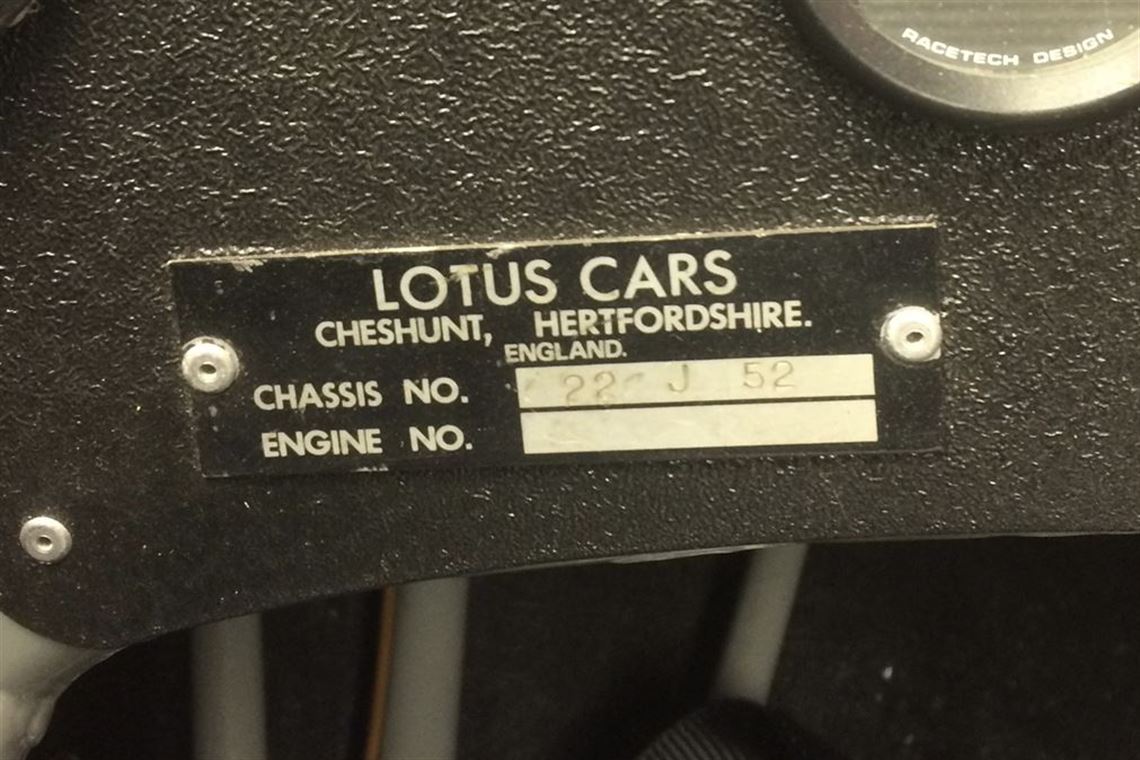 RACETECH DESIGN
LOTUS CARS
CHESHUNT, HERTFORDSHIRE.
ENGLAND.
CHASSIS NO. 22 J 52
ENGINE NO.